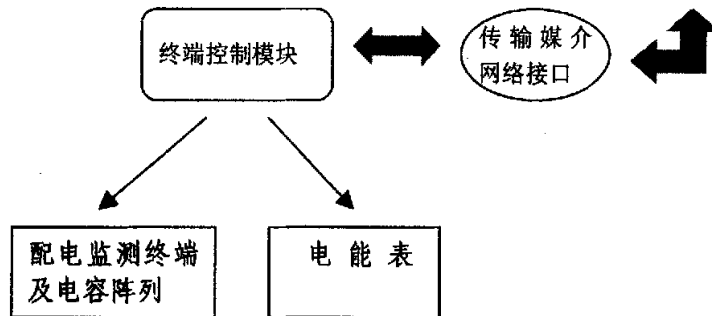 终端控制模块
传输媒介
网络接口
配电监测终端
及电容阵列
电能表